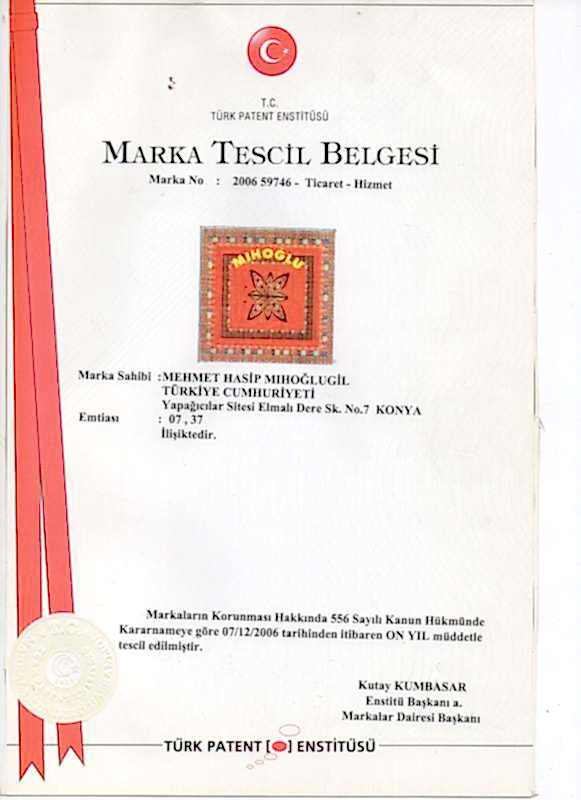 T.C.
TÜRK PATENT ENSTİTÜSÜ
MARKA TESCİL BELGESİ
Marka No : 2006 59746 - Ticaret - Hizmet
MIHOĞLU
Marka Sahibi :MEHMET HASİP MIHOĞLUGİL
TÜRKİYE CUMHURİYETİ
Yapağıcılar Sitesi Elmalı Dere Sk. No.7 KONYA
Emtiası : 07 , 37
İlişiktedir.
Markaların Korunması Hakkında 556 Sayılı Kanun Hükmünde
Kararnameye göre 07/12/2006 tarihinden itibaren ON YIL müddetle
tescil edilmiştir.
Kutay KUMBASAR
Enstitü Başkanı a.
Markalar Dairesi Başkanı
TÜRK PATENT [ ] ENSTİTÜSÜ